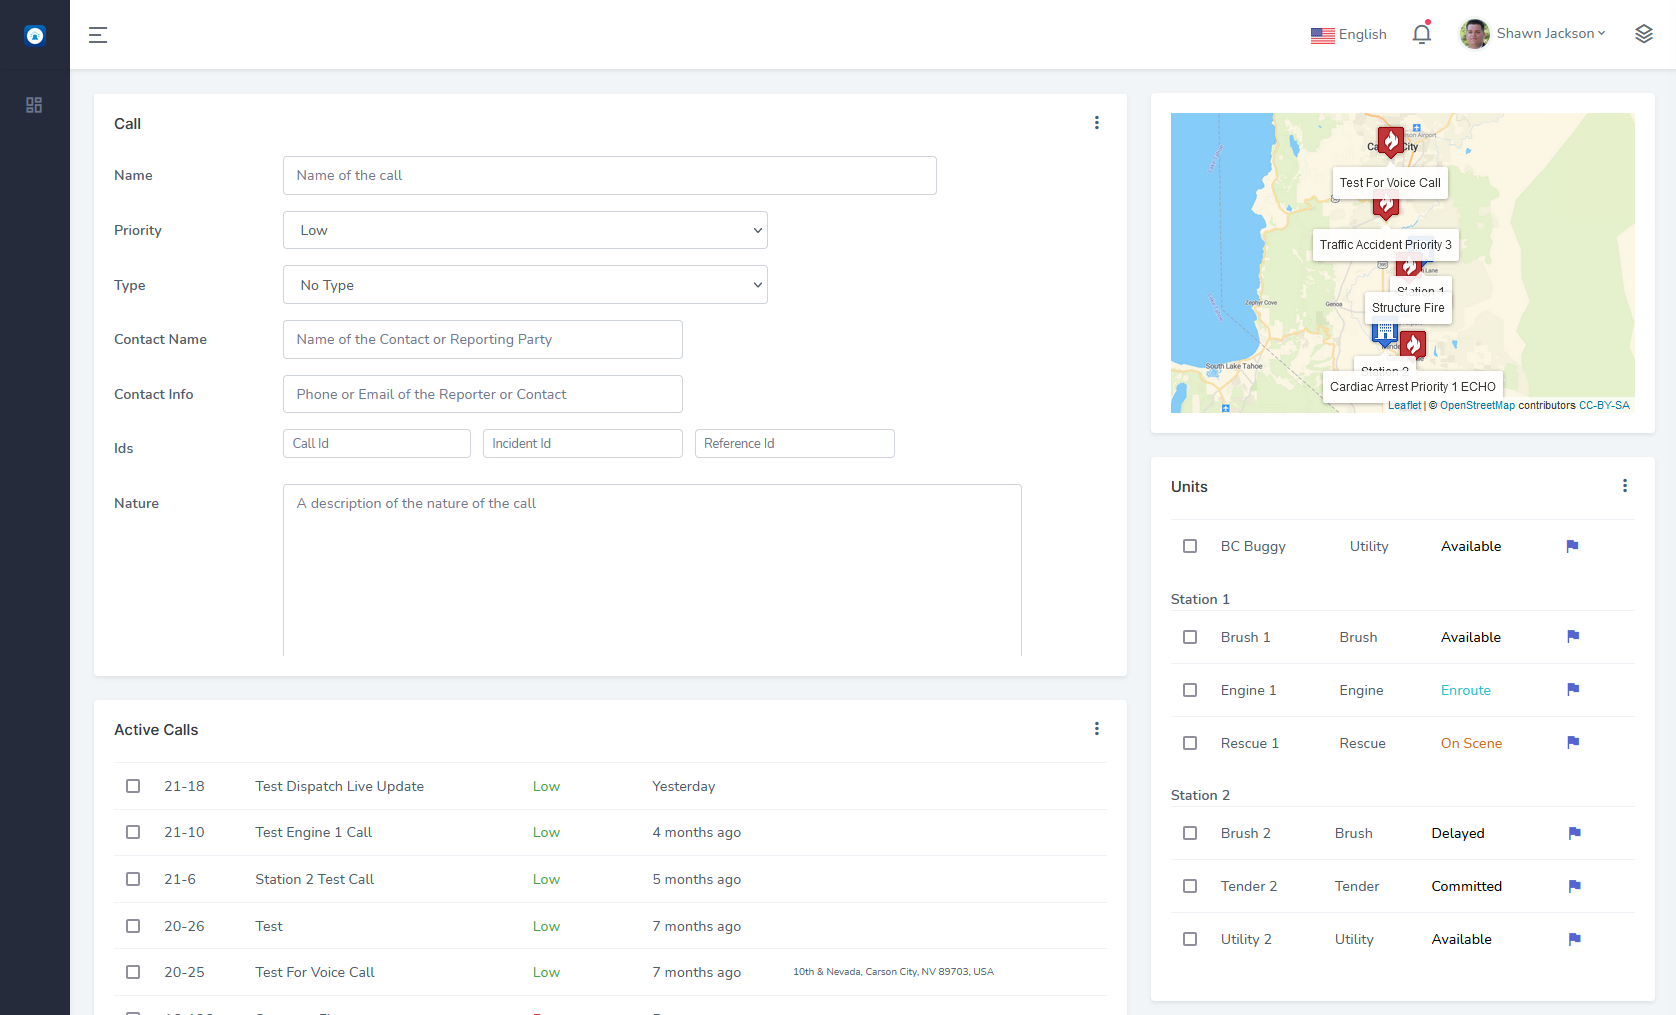 English
Shawn Jackson
Call
Name
Name of the call
Priority
Low
Type
No Type
Contact Name
Name of the Contact or Reporting Party
Contact Info
Phone or Email of the Reporter or Contact
Ids
Call Id
Incident Id
Reference Id
Nature
A description of the nature of the call
Test For Voice Call
Traffic Accident Priority 3
Station 1
Structure Fire
Zephyr Cove
Genoa
South Lake Tahoe
Station 2
Cardiac Arrest Priority 1 ECHO
Leaflet | © OpenStreetMap contributors CC-BY-SA
Units
BC Buggy Utility Available
Station 1
Brush 1 Brush Available
Engine 1 Engine Enroute
Rescue 1 Rescue On Scene
Station 2
Brush 2 Brush Delayed
Tender 2 Tender Committed
Utility 2 Utility Available
Active Calls
21-18 Test Dispatch Live Update Low Yesterday
21-10 Test Engine 1 Call Low 4 months ago
21-6 Station 2 Test Call Low 5 months ago
20-26 Test Low 7 months ago
20-25 Test For Voice Call Low 7 months ago 10th & Nevada, Carson City, NV 89703, USA